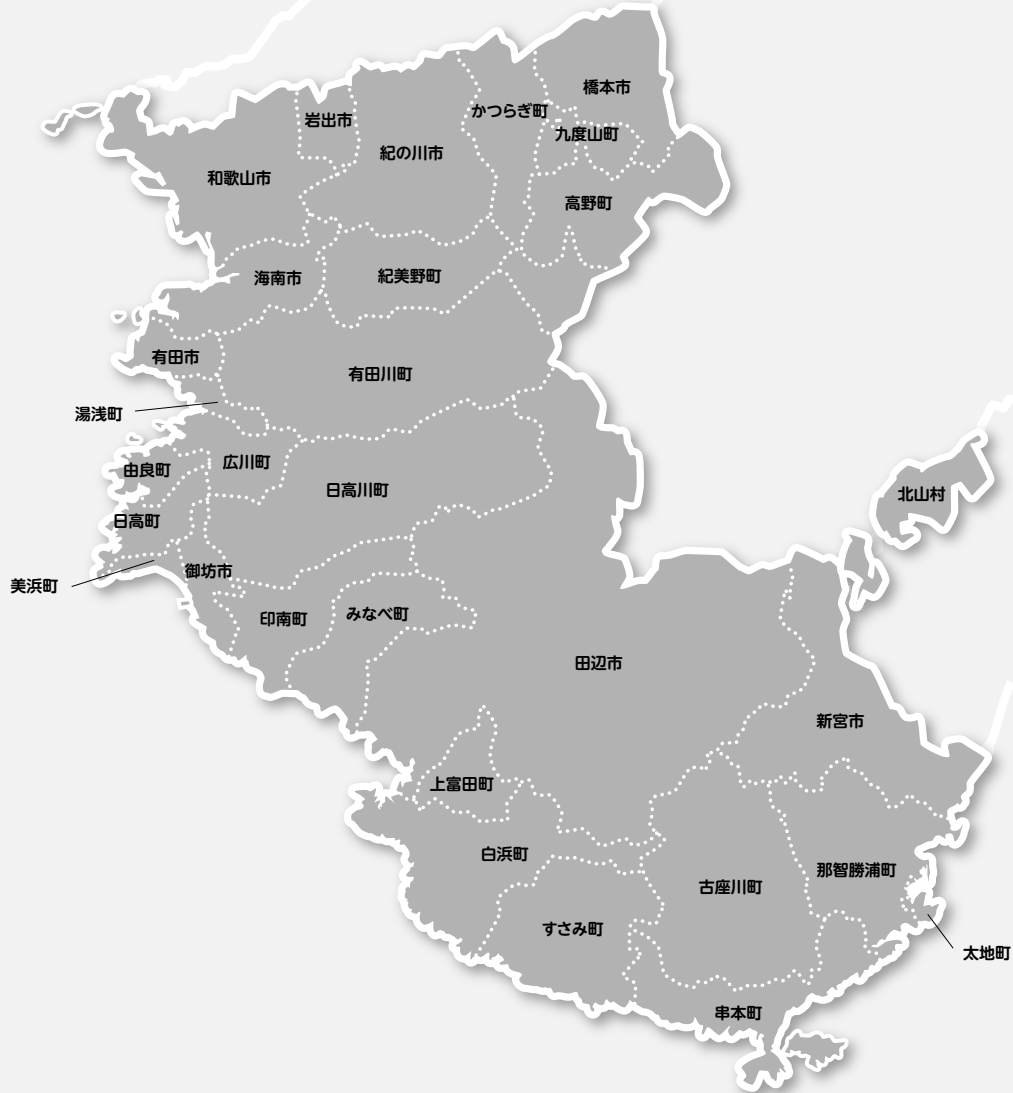 橋本市
かつらぎ町
岩出市
九度山町
紀の川市
和歌山市
高野町
海南市
紀美野町
有田市
有田川町
湯浅町
広川町
由良町
日高川町
北山村
日高町
御坊市
美浜町
みなべ町
印南町
田辺市
新宮市
上富田町
白浜町
那智勝浦町
古座川町
すさみ町
太地町
串本町